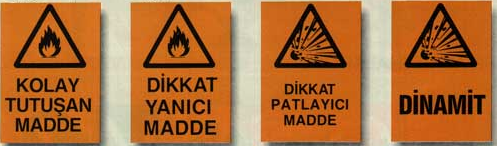 KOLAY
TUTUŞAN
MADDE
DİKKAT
YANICI
MADDE
DİKKAT
PATLAYICI
MADDE
DİNAMİT